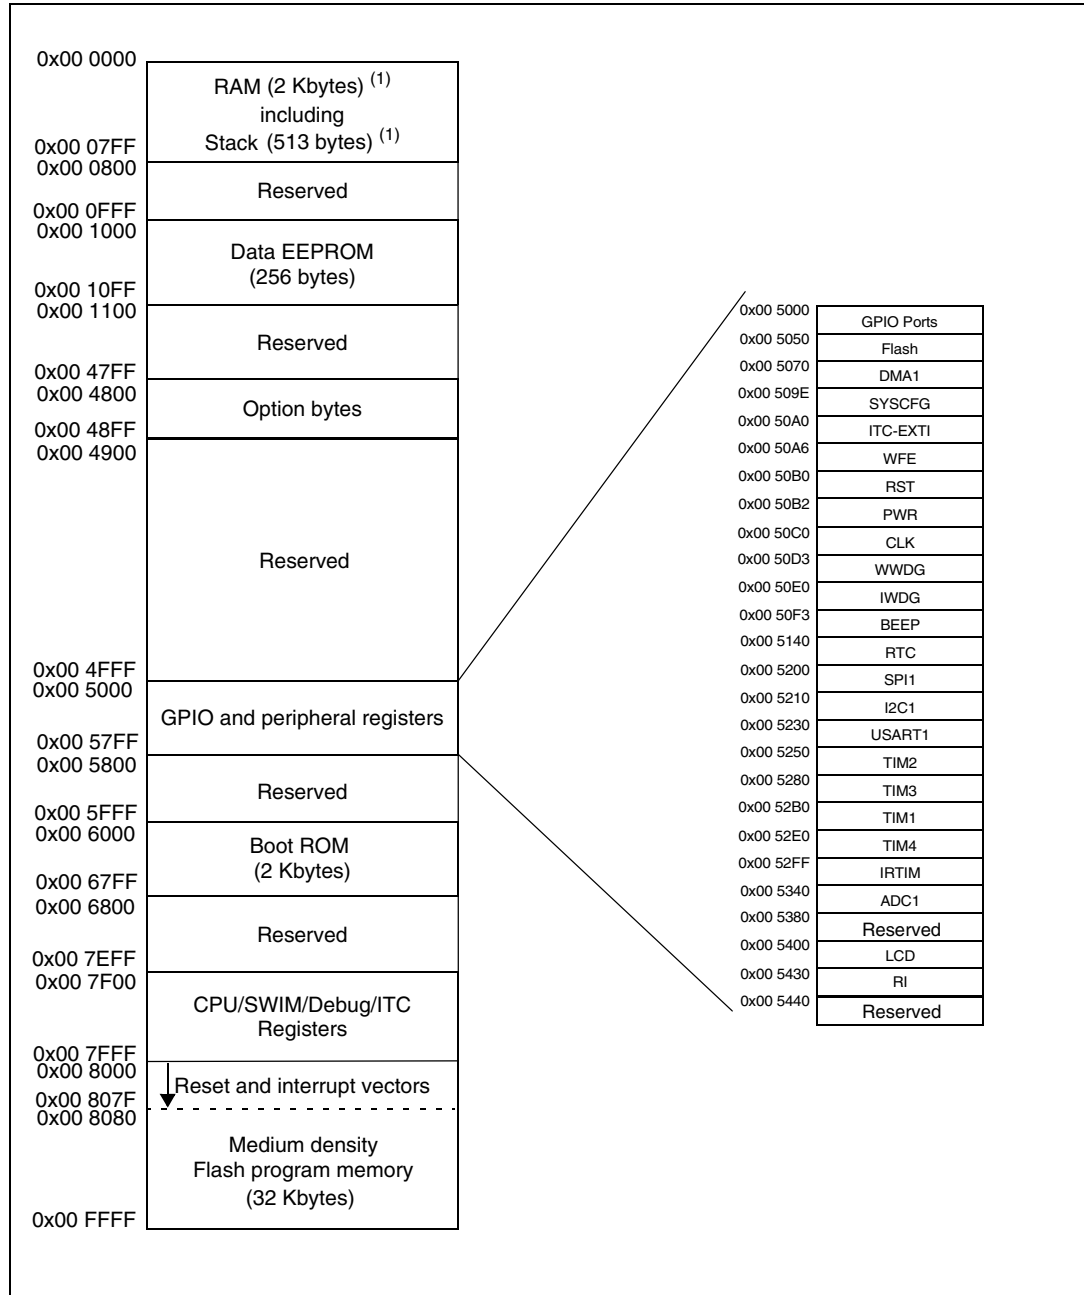 0x00 0000
RAM (2 Kbytes) (1)
including
Stack (513 bytes) (1)
0x00 07FF
0x00 0800
Reserved
0x00 0FFF
0x00 1000
Data EEPROM
(256 bytes)
0x00 10FF
0x00 1100
Reserved
0x00 47FF
0x00 4800
Option bytes
0x00 48FF
0x00 4900
Reserved
0x00 4FFF
0x00 5000
GPIO and peripheral registers
0x00 57FF
0x00 5800
Reserved
0x00 5FFF
0x00 6000
Boot ROM
(2 Kbytes)
0x00 67FF
0x00 6800
Reserved
0x00 7EFF
0x00 7F00
CPU/SWIM/Debug/ITC
Registers
0x00 7FFF
0x00 8000
Reset and interrupt vectors
0x00 807F
0x00 8080
Medium density
Flash program memory
(32 Kbytes)
0x00 FFFF
0x00 5000
GPIO Ports
0x00 5050
Flash
0x00 5070
DMA1
0x00 509E
SYSCFG
0x00 50A0
ITC-EXTI
0x00 50A6
WFE
0x00 50B0
RST
0x00 50B2
PWR
0x00 50C0
CLK
0x00 50D3
WWDG
0x00 50E0
IWDG
0x00 50F3
BEEP
0x00 5140
RTC
0x00 5200
SPI1
0x00 5210
I2C1
0x00 5230
USART1
0x00 5250
TIM2
0x00 5280
TIM3
0x00 52B0
TIM1
0x00 52E0
TIM4
0x00 52FF
IRTIM
0x00 5340
ADC1
0x00 5380
Reserved
0x00 5400
LCD
0x00 5430
RI
0x00 5440
Reserved